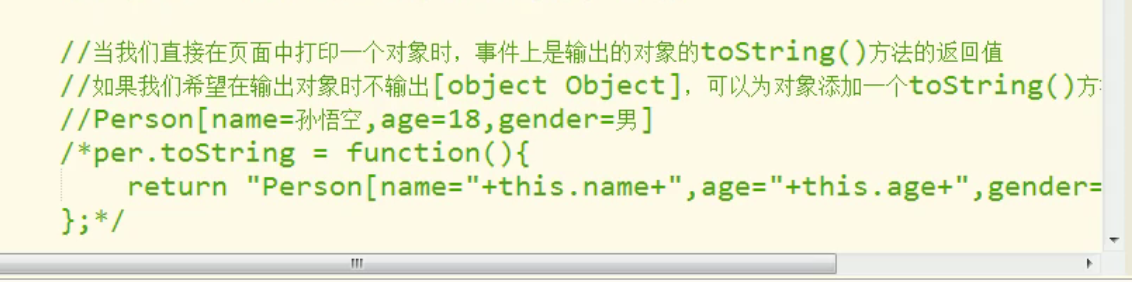 //当我们直接在页面中打印一个对象时，事件上是输出的对象的toString()方法的返回值
//如果我们希望在输出对象时不输出[object Object]，可以为对象添加一个toString()方
//Person[name=孙悟空,age=18,gender=男]
/*per.toString = function(){
return "Person[name="+this.name+",age="+this.age+",gender=
};*/